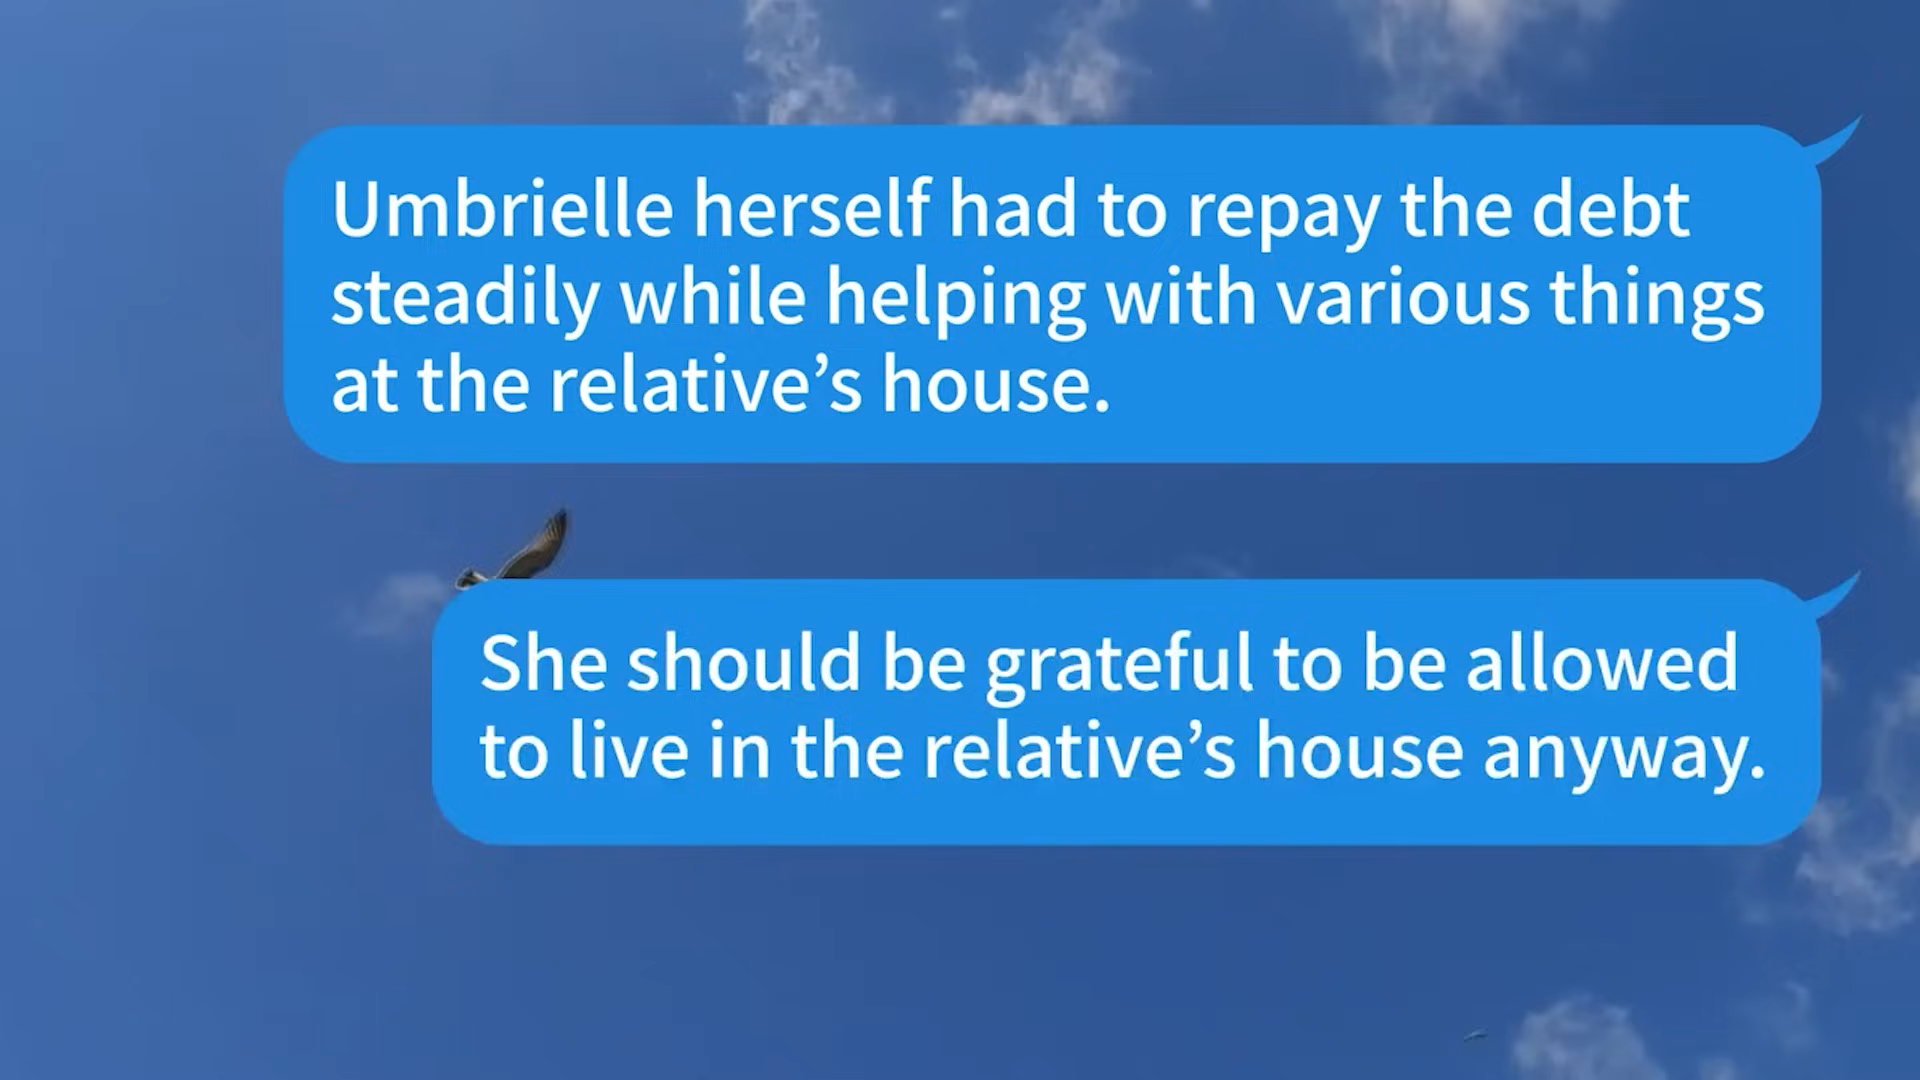 Umbrielle herself had to repay the debt
steadily while helping with various things
at the relative’s house.
She should be grateful to be allowed
to live in the relative’s house anyway.